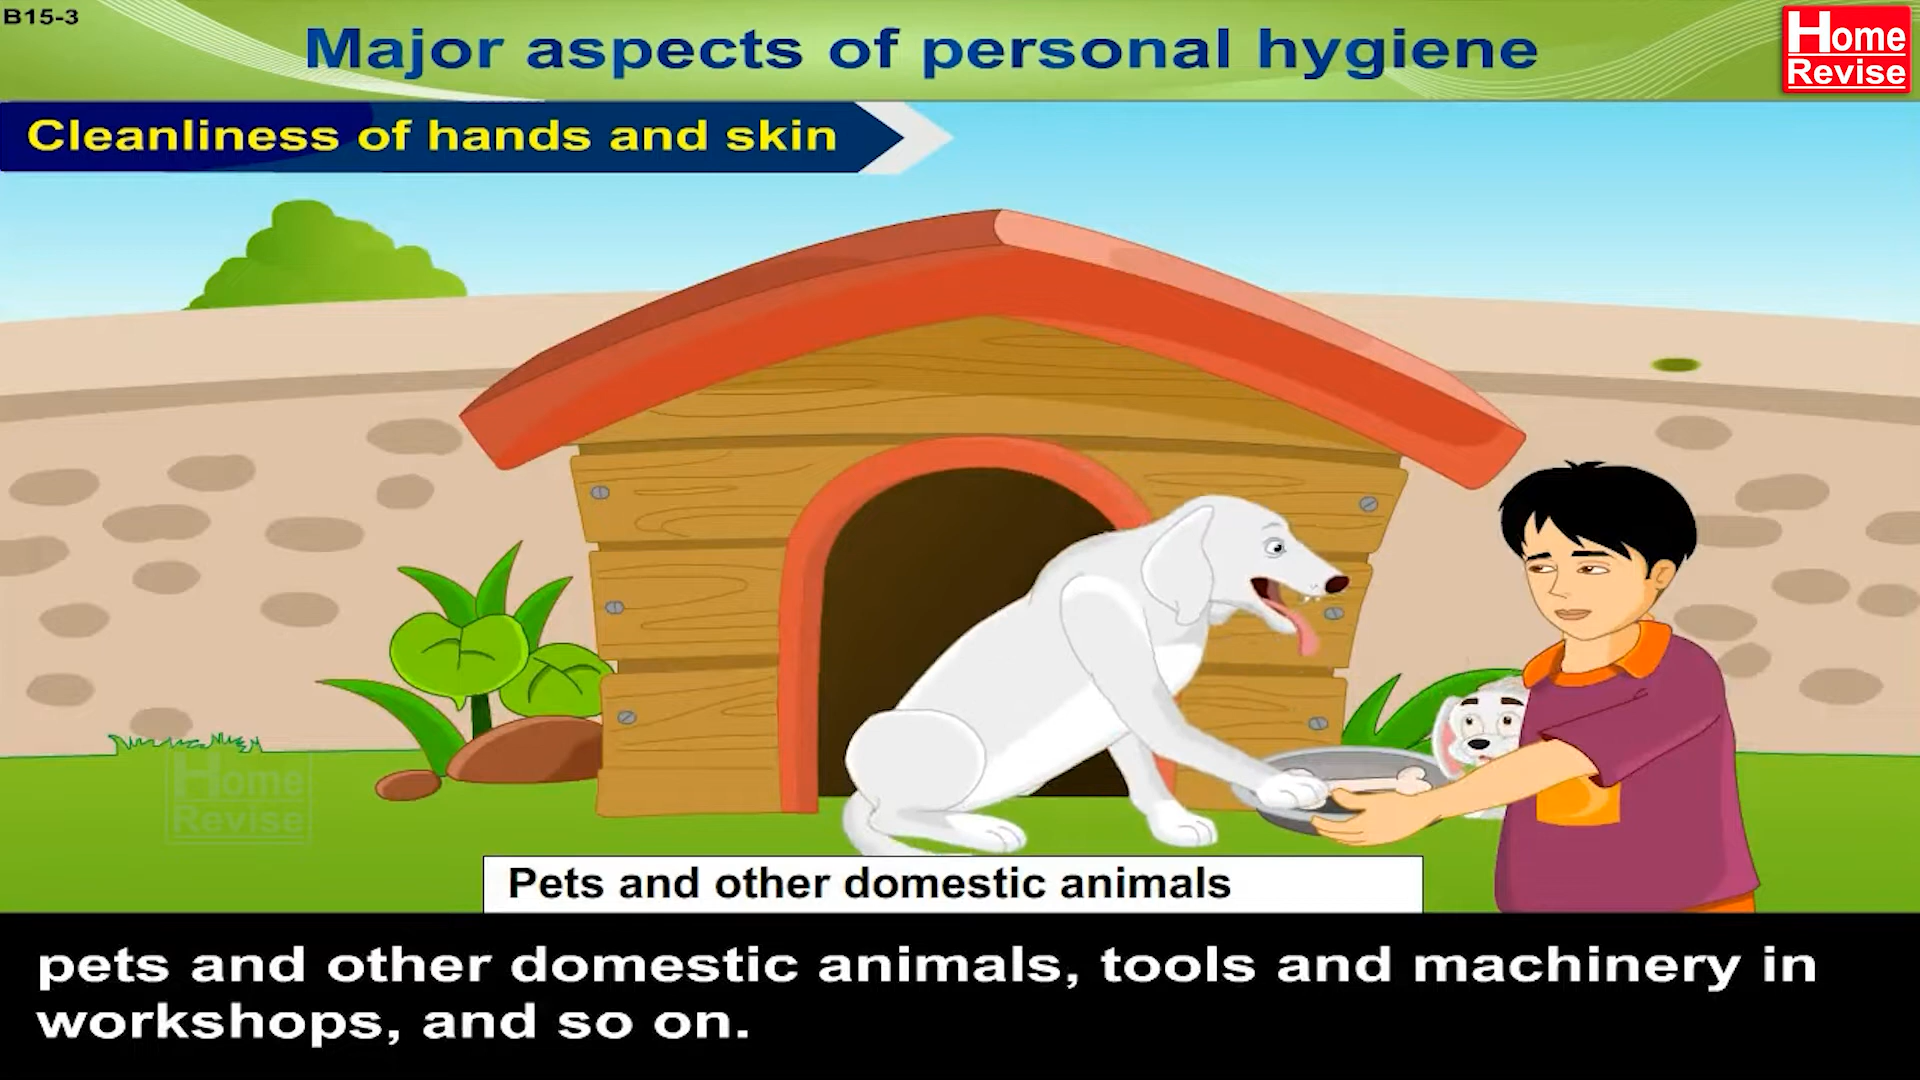 B15-3
Major aspects of personal hygiene
Home
Revise
Cleanliness of hands and skin
Home
Revise
Pets and other domestic animals
pets and other domestic animals, tools and machinery in
workshops, and so on.